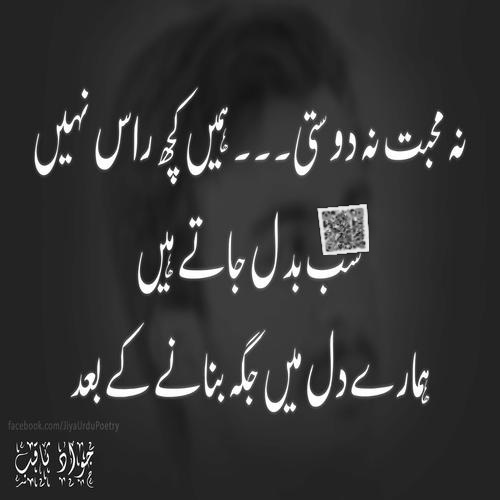 نہ محبت نہ دوستی۔۔۔ ہمیں کچھ راس نہیں
بدل جاتے ہیں
ہمارے دل میں جگہ بنانے کے بعد
facebook.com/JiyaUrduPoetry